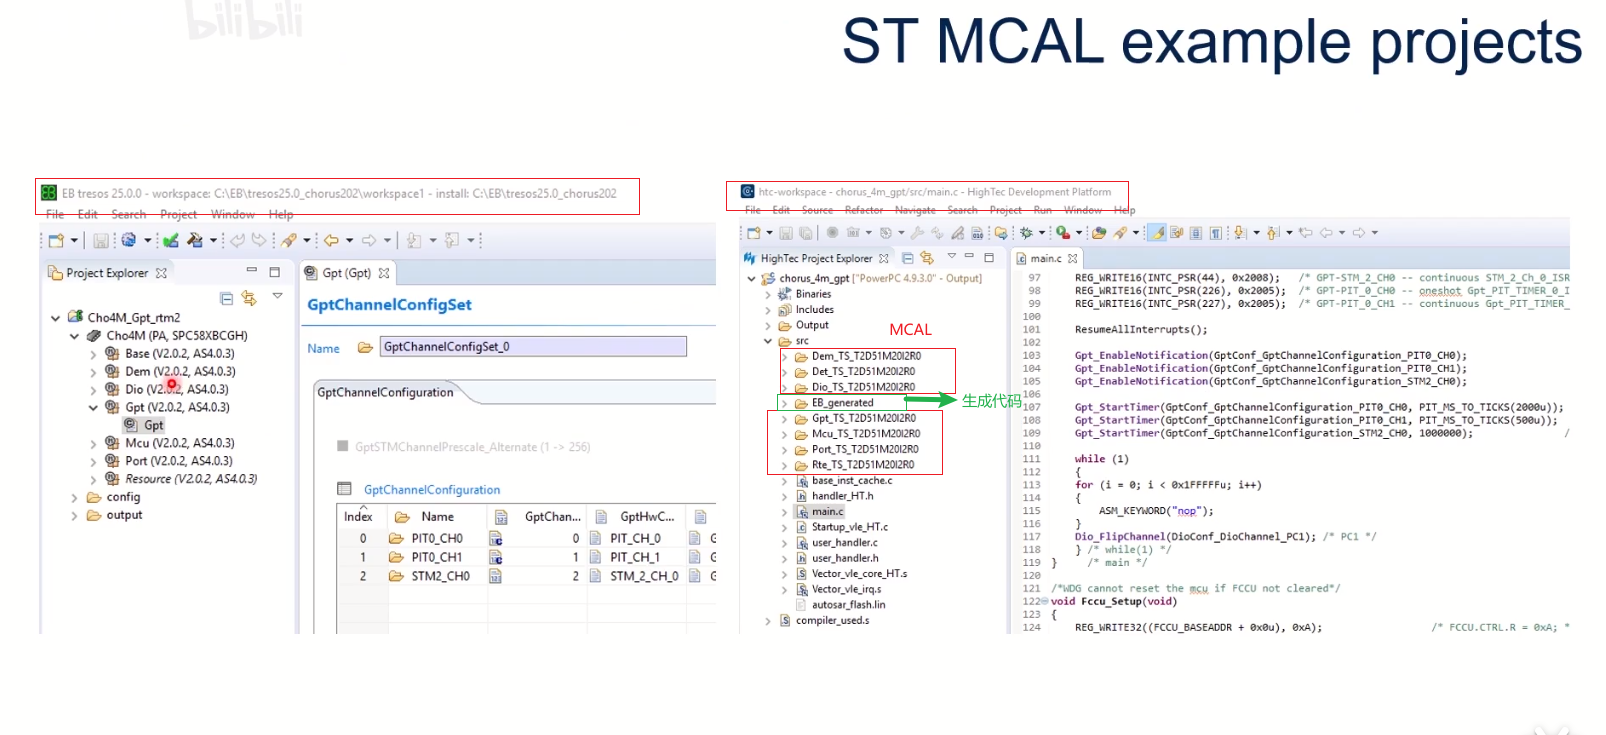 bilibili
ST MCAL example projects
EB tresos 25.0.0 - workspace: C:\EB\tresos25.0_chorus202\workspace1 - install: C:\EB\tresos25.0_chorus202
File Edit Search Project Window Help
Project Explorer
Cho4M_Gpt_rtm2
Cho4M (PA, SPC58XBCGH)
Base (V2.0.2, AS4.0.3)
Dem (V2.0.2, AS4.0.3)
Dio (V2.0.2, AS4.0.3)
Gpt (V2.0.2, AS4.0.3)
Gpt
Mcu (V2.0.2, AS4.0.3)
Port (V2.0.2, AS4.0.3)
Resource (V2.0.2, AS4.0.3)
config
output
Gpt (Gpt)
GptChannelConfigSet
Name GptChannelConfigSet_0
GptChannelConfiguration
GptSTMChannelPrescale_Alternate (1 -> 256)
GptChannelConfiguration
Index Name GptChan... GptHwC...
0 PIT0_CH0 0 PIT_CH_0 G
1 PIT0_CH1 1 PIT_CH_1 G
2 STM2_CH0 2 STM_2_CH_0 G
htc-workspace - chorus_4m_gpt/src/main.c - HighTec Development Platform
File Edit Source Refactor Navigate Search Project Run Window Help
HighTec Project Explorer
chorus_4m_gpt ["PowerPC 4.9.3.0" - Output]
Binaries
Includes
Output
MCAL
src
Dem_TS_T2D51M20I2R0
Det_TS_T2D51M20I2R0
Dio_TS_T2D51M20I2R0
EB_generated
生成代码
Gpt_TS_T2D51M20I2R0
Mcu_TS_T2D51M20I2R0
Port_TS_T2D51M20I2R0
Rte_TS_T2D51M20I2R0
base_inst_cache.c
handler_HT.h
main.c
Startup_vle_HT.c
user_handler.c
user_handler.h
Vector_vle_core_HT.s
Vector_vle_irq.s
autosar_flash.lin
compiler_used.s
main.c
97 REG_WRITE16(INTC_PSR(44), 0x2008); /* GPT-STM_2_CH0 -- continuous STM_2_Ch_0_ISR
98 REG_WRITE16(INTC_PSR(226), 0x2005); /* GPT-PIT_0_CH0 -- oneshot Gpt_PIT_TIMER_0_I
99 REG_WRITE16(INTC_PSR(227), 0x2005); /* GPT-PIT_0_CH1 -- continuous Gpt_PIT_TIMER_
100
101 ResumeAllInterrupts();
102
103 Gpt_EnableNotification(GptConf_GptChannelConfiguration_PIT0_CH0);
104 Gpt_EnableNotification(GptConf_GptChannelConfiguration_PIT0_CH1);
105 Gpt_EnableNotification(GptConf_GptChannelConfiguration_STM2_CH0);
106
107 Gpt_StartTimer(GptConf_GptChannelConfiguration_PIT0_CH0, PIT_MS_TO_TICKS(2000u));
108 Gpt_StartTimer(GptConf_GptChannelConfiguration_PIT0_CH1, PIT_MS_TO_TICKS(500u));
109 Gpt_StartTimer(GptConf_GptChannelConfiguration_STM2_CH0, 1000000); /
110
111 while (1)
112 {
113 for (i = 0; i < 0x1FFFFFu; i++)
114 {
115 ASM_KEYWORD("nop");
116 }
117 Dio_FlipChannel(DioConf_DioChannel_PC1); /* PC1 */
118 } /* while(1) */
119 } /* main */
120
121 /*WDG cannot reset the mcu if FCCU not cleared*/
122 void Fccu_Setup(void)
123 {
124 REG_WRITE32((FCCU_BASEADDR + 0x0u), 0xA); /* FCCU.CTRL.R = 0xA; *